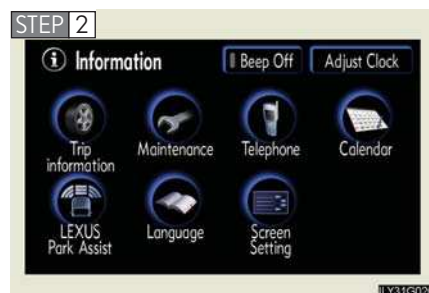 STEP 2
i Information
Beep Off
Adjust Clock
Trip
information
Maintenance
Telephone
Calendar
LEXUS
Park Assist
Language
Screen
Setting